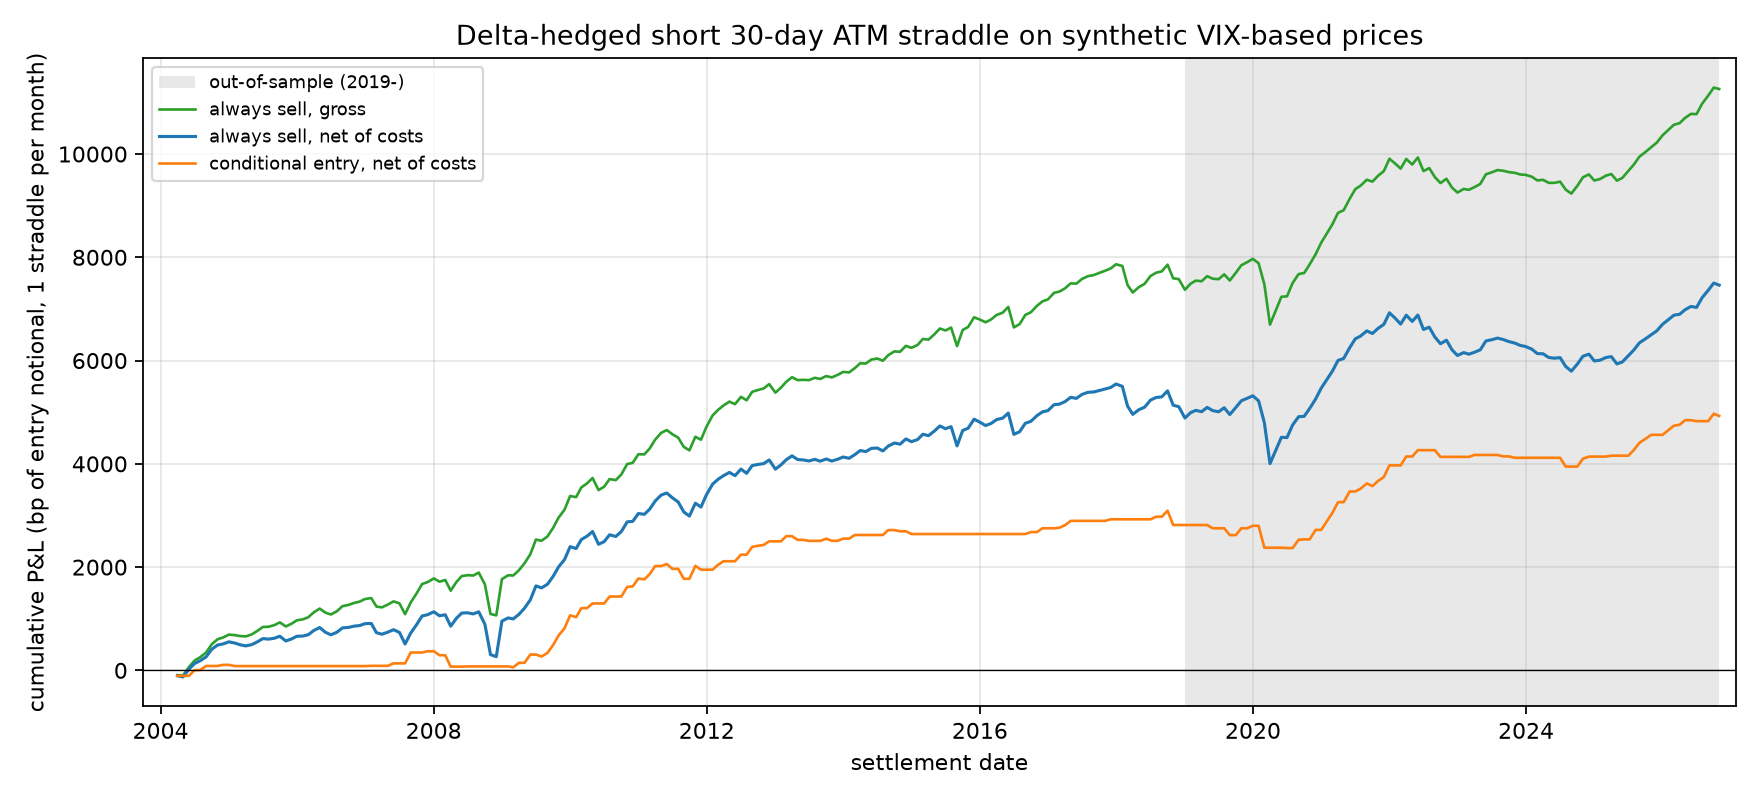 Delta-hedged short 30-day ATM straddle on synthetic VIX-based prices
out-of-sample (2019-)
always sell, gross
always sell, net of costs
conditional entry, net of costs
cumulative P&L (bp of entry notional, 1 straddle per month)
10000
8000
6000
4000
2000
0
2004
2008
2012
2016
2020
2024
settlement date